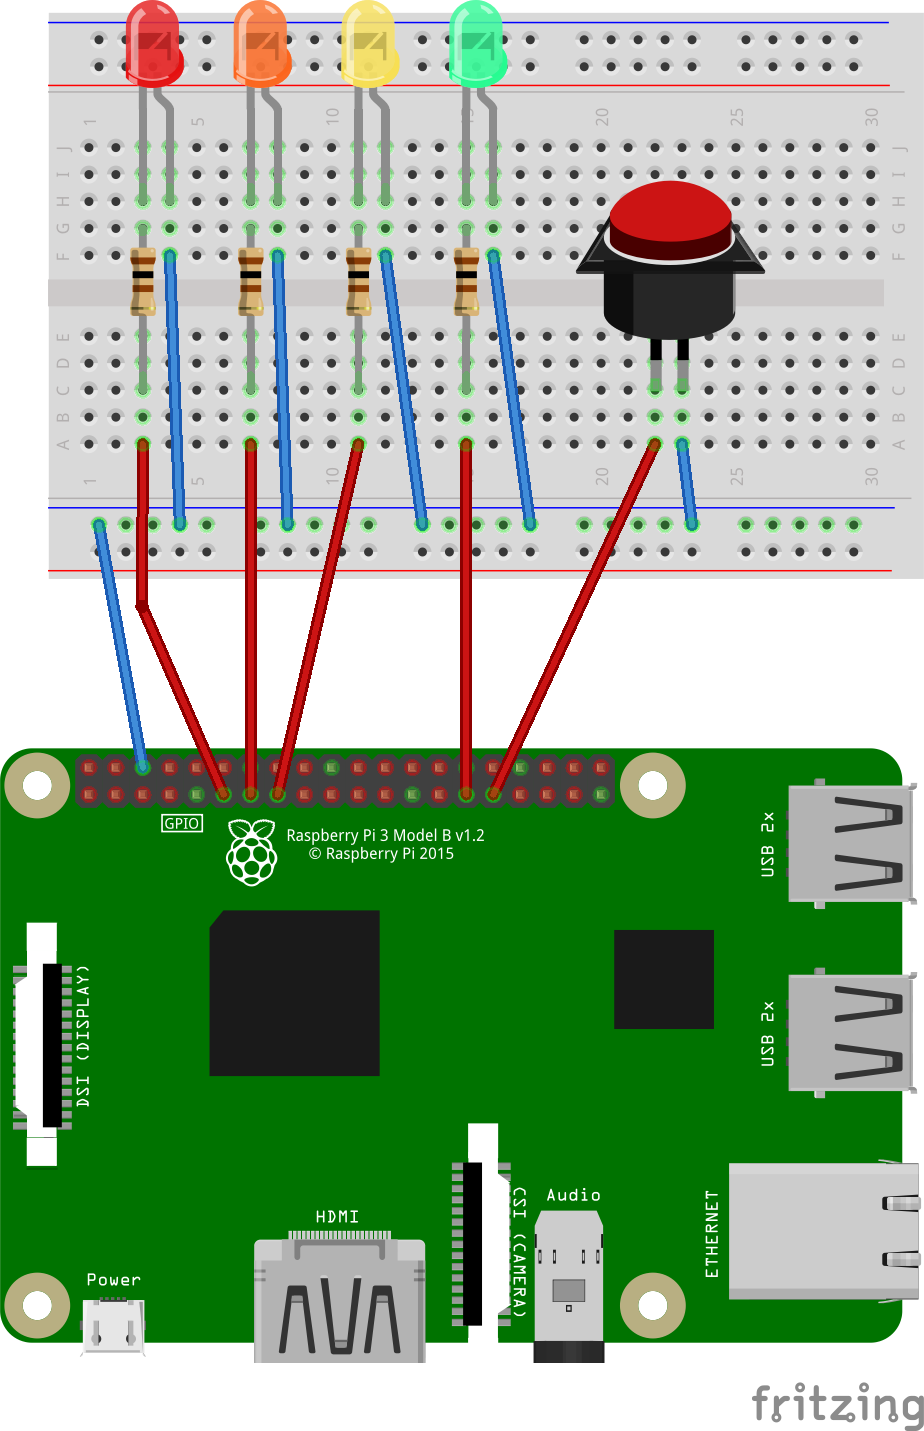 1 5 10 15 20 25 30
J J
I I
H H
G G
F F
E E
D D
C C
B B
A A
1 5 10 20 25 30
GPIO
Raspberry Pi 3 Model B v1.2
© Raspberry Pi 2015
USB 2x
DSI (DISPLAY)
USB 2x
CSI (CAMERA)
Audio
ETHERNET
HDMI
Power
fritzing